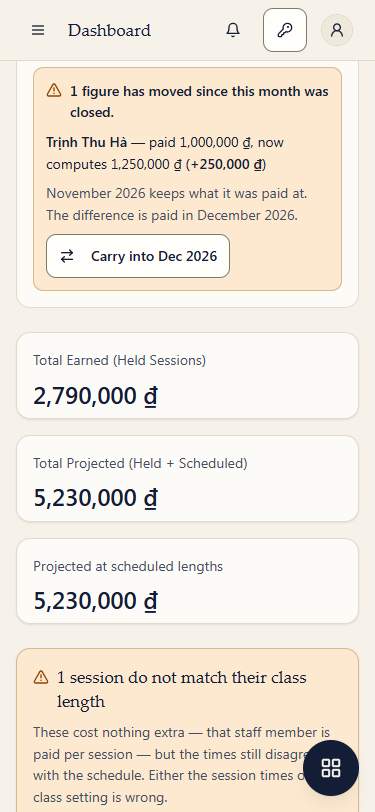 Dashboard
1 figure has moved since this month was
closed.
Trịnh Thu Hà — paid 1,000,000 ₫, now
computes 1,250,000 ₫ (+250,000 ₫)
November 2026 keeps what it was paid at.
The difference is paid in December 2026.
Carry into Dec 2026
Total Earned (Held Sessions)
2,790,000 ₫
Total Projected (Held + Scheduled)
5,230,000 ₫
Projected at scheduled lengths
5,230,000 ₫
1 session do not match their class
length
These cost nothing extra — that staff member is
paid per session — but the times still
with the schedule. Either the session times
class setting is wrong.